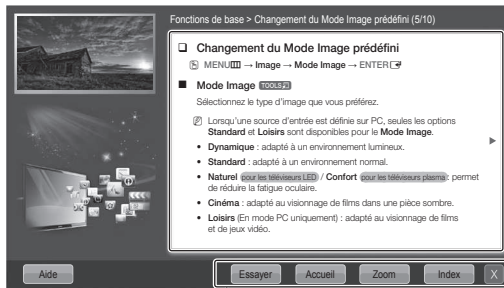 Fonctions de base > Changement du Mode Image prédéfini (5/10)
❑ Changement du Mode Image prédéfini
MENU → Image → Mode Image → ENTER
■ Mode Image TOOLS
Sélectionnez le type d'image que vous préférez.
Lorsqu'une source d'entrée est définie sur PC, seules les options
Standard et Loisirs sont disponibles pour le Mode Image.
• Dynamique : adapté à un environnement lumineux.
• Standard : adapté à un environnement normal.
• Naturel (pour les téléviseurs LED) / Confort (pour les téléviseurs plasma): permet
de réduire la fatigue oculaire.
• Cinéma : adapté au visionnage de films dans une pièce sombre.
• Loisirs (En mode PC uniquement) : adapté au visionnage de films
et de jeux vidéo.
Aide
Essayer
Accueil
Zoom
Index
X